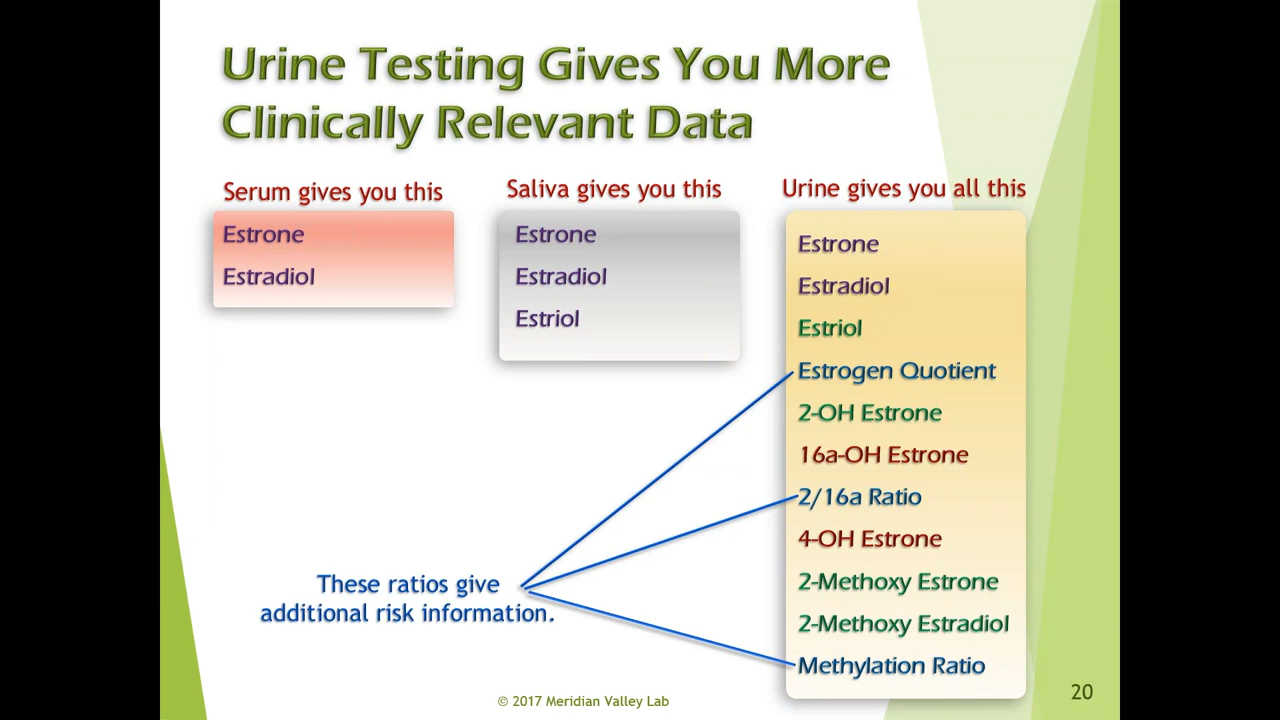 Urine Testing Gives You More
Clinically Relevant Data
Serum gives you this
Estrone
Estradiol
Saliva gives you this
Estrone
Estradiol
Estriol
Urine gives you all this
Estrone
Estradiol
Estriol
Estrogen Quotient
2-OH Estrone
16a-OH Estrone
2/16a Ratio
4-OH Estrone
2-Methoxy Estrone
2-Methoxy Estradiol
Methylation Ratio
These ratios give
additional risk information.
© 2017 Meridian Valley Lab
20